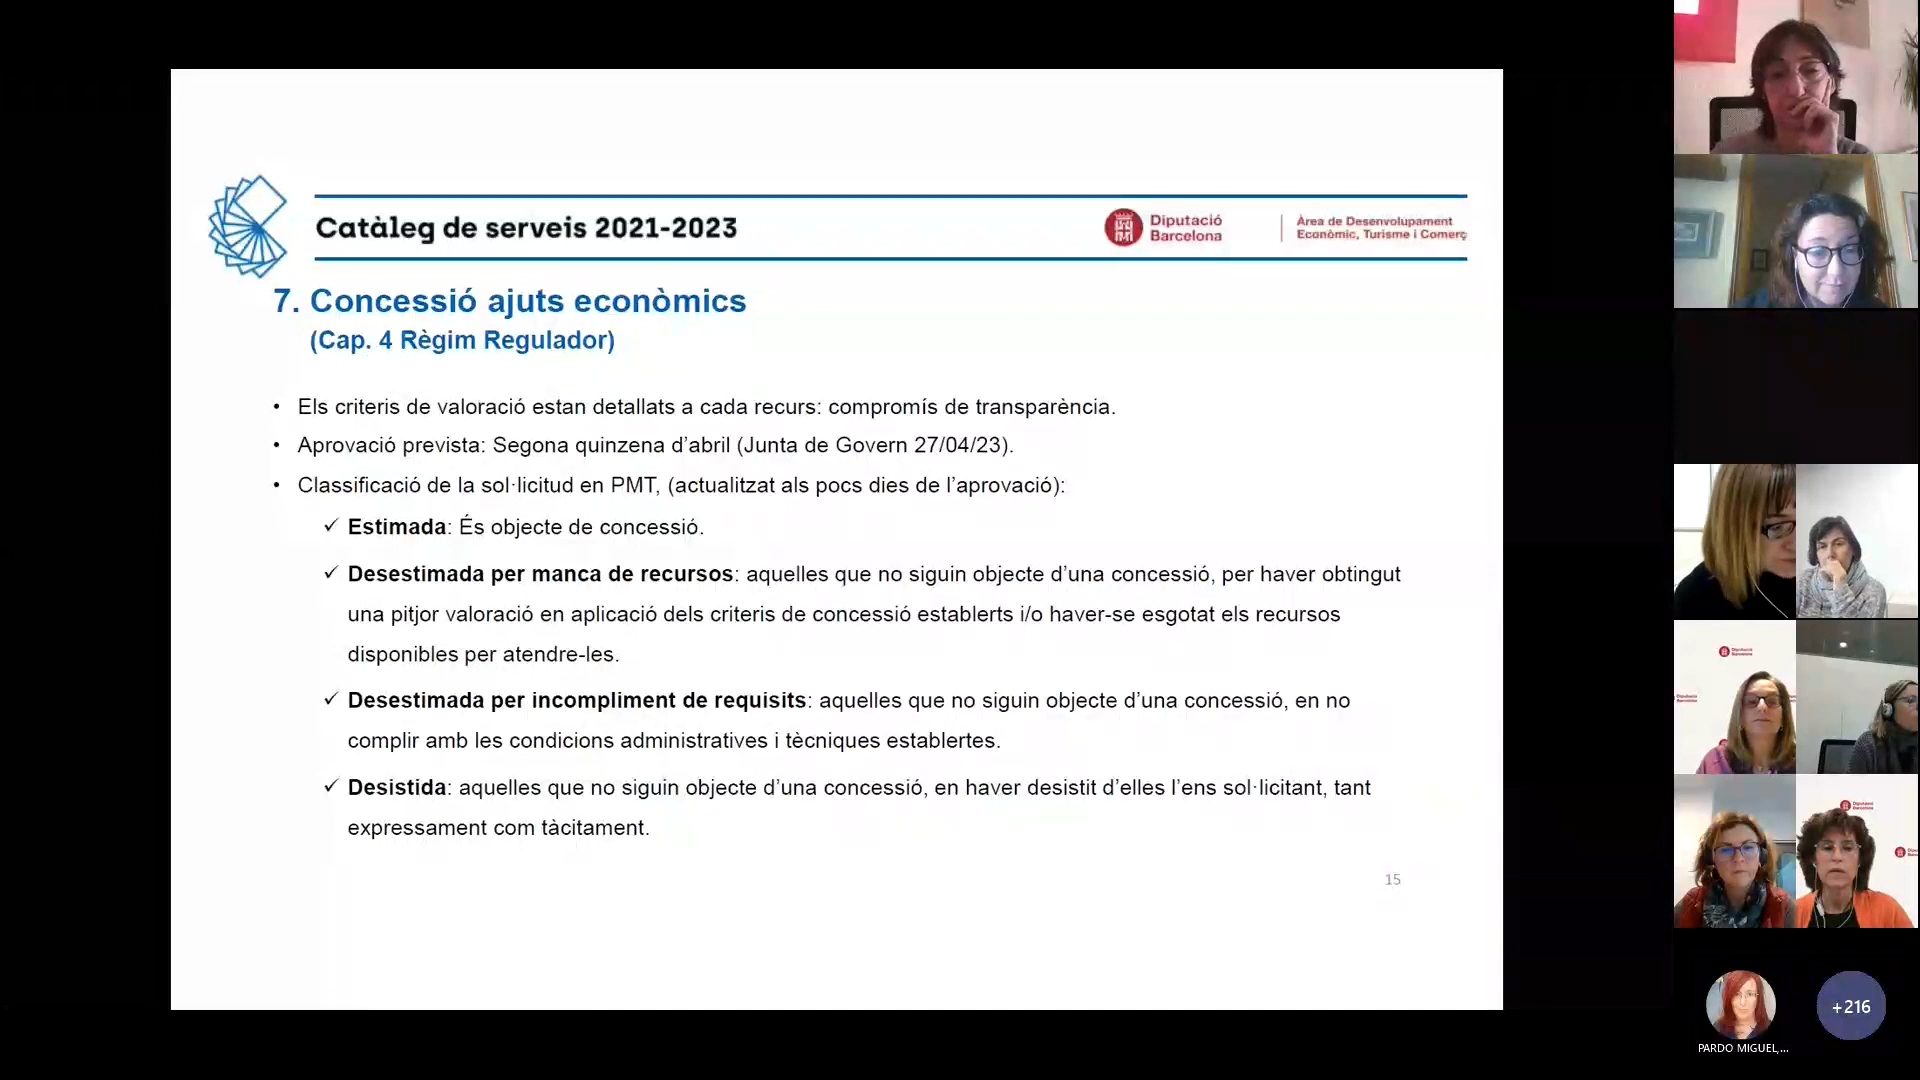 Catàleg de serveis 2021-2023
Diputació
Barcelona
Àrea de Desenvolupament
Econòmic, Turisme i Comerç
7. Concessió ajuts econòmics
(Cap. 4 Règim Regulador)
• Els criteris de valoració estan detallats a cada recurs: compromís de transparència.
• Aprovació prevista: Segona quinzena d’abril (Junta de Govern 27/04/23).
• Classificació de la sol·licitud en PMT, (actualitzat als pocs dies de l’aprovació):
✓ Estimada: És objecte de concessió.
✓ Desestimada per manca de recursos: aquelles que no siguin objecte d’una concessió, per haver obtingut
una pitjor valoració en aplicació dels criteris de concessió establerts i/o haver-se esgotat els recursos
disponibles per atendre-les.
✓ Desestimada per incompliment de requisits: aquelles que no siguin objecte d’una concessió, en no
complir amb les condicions administratives i tècniques establertes.
✓ Desistida: aquelles que no siguin objecte d’una concessió, en haver desistit d’elles l’ens sol·licitant, tant
expressament com tàcitament.
15
Diputació
Barcelona
Diputació
Barcelona
Diputació
Barcelona
+216
PARDO MIGUEL,...